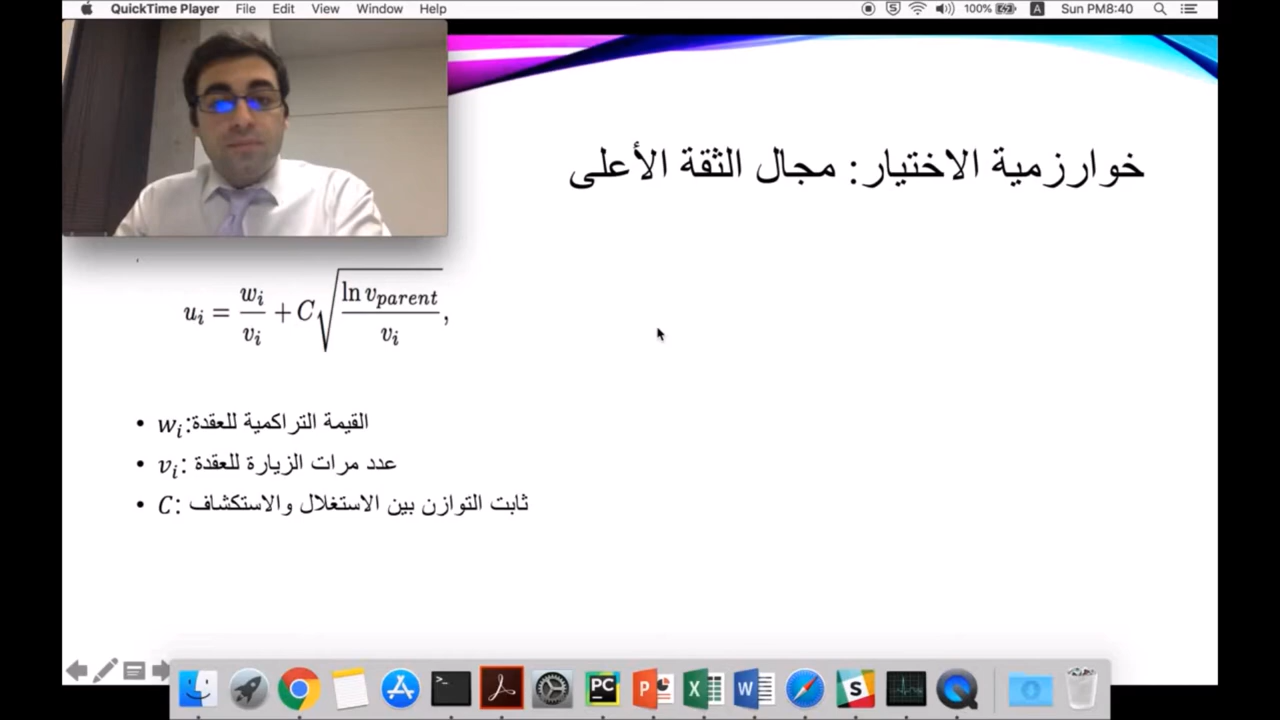 QuickTime Player File Edit View Window Help 100% A Sun PM8:40
خوارزمية الاختيار: مجال الثقة الأعلى
u_i = w_i/v_i + C√(ln v_parent/v_i),
• w_i: القيمة التراكمية للعقدة
• v_i: عدد مرات الزيارة للعقدة
• C: ثابت التوازن بين الاستغلال والاستكشاف
>_ PC P X W S